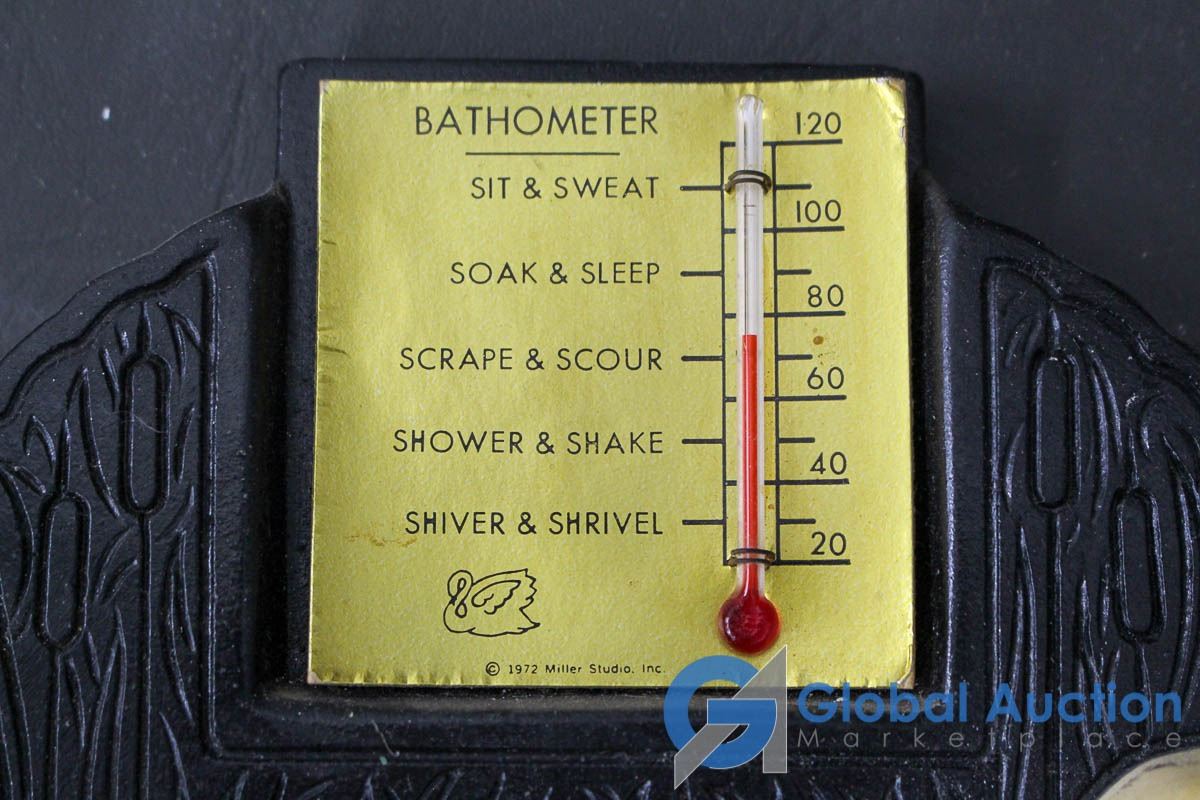 BATHOMETER
120
SIT & SWEAT
100
SOAK & SLEEP
80
SCRAPE & SCOUR
60
SHOWER & SHAKE
40
SHIVER & SHRIVEL
20
© 1972 Miller Studio, Inc.
Global Auction
Marketplace